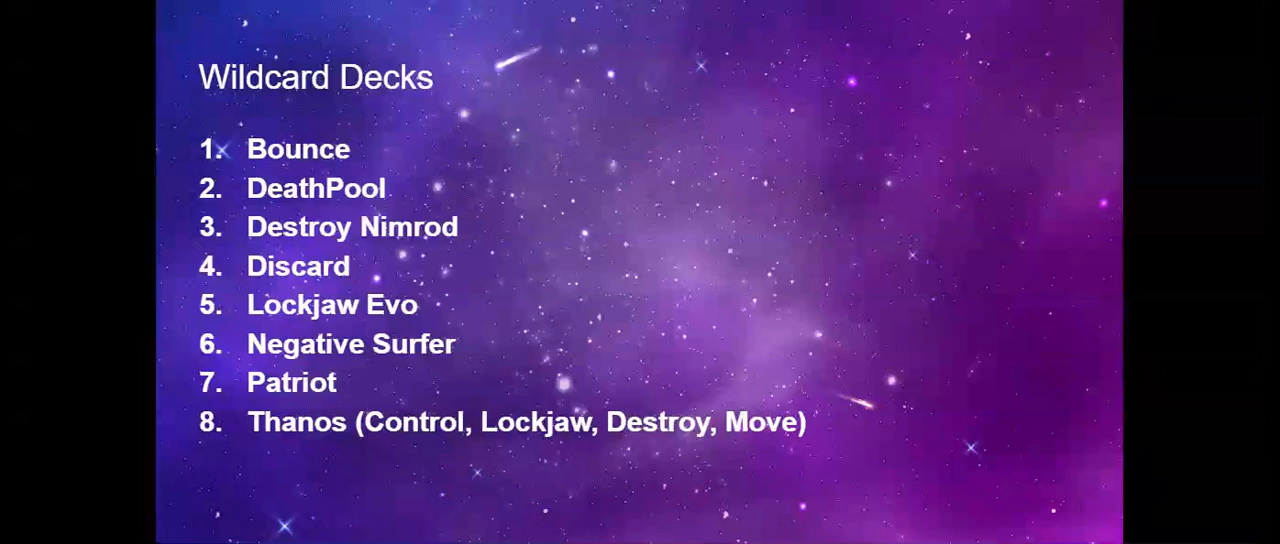 Wildcard Decks
1. Bounce
2. DeathPool
3. Destroy Nimrod
4. Discard
5. Lockjaw Evo
6. Negative Surfer
7. Patriot
8. Thanos (Control, Lockjaw, Destroy, Move)